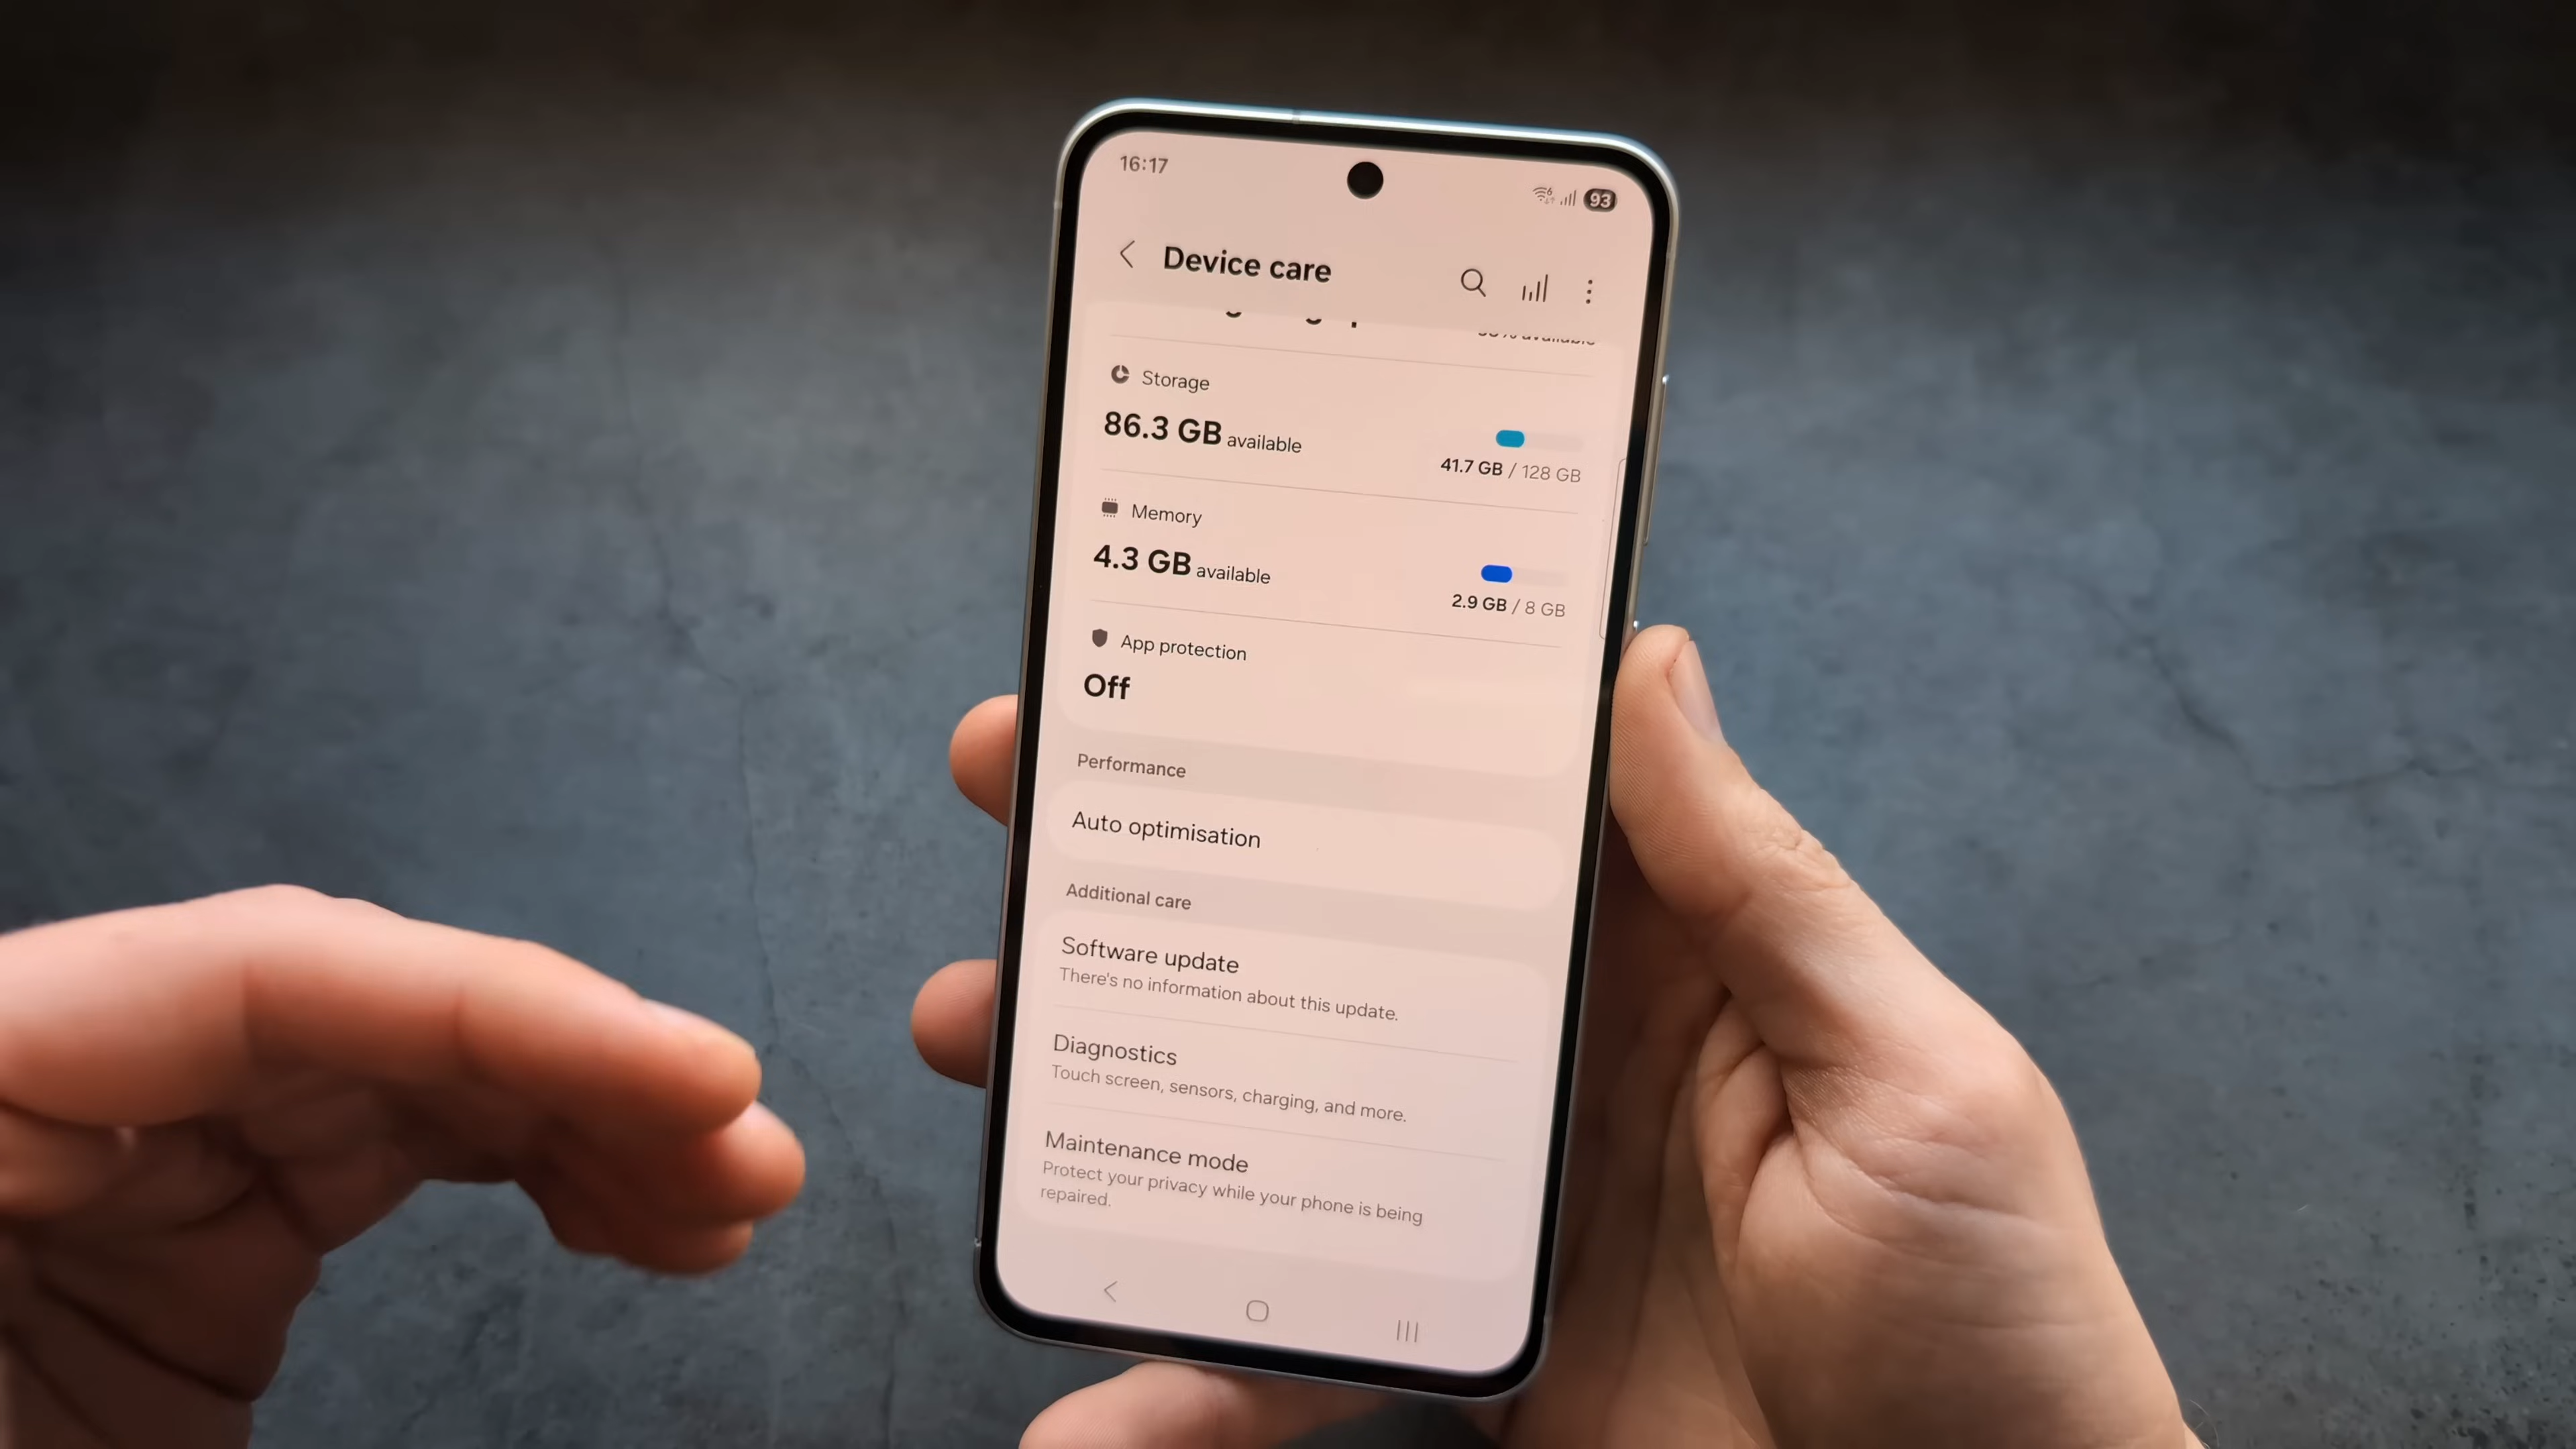 16:17
93
Device care
available
Storage
86.3 GB available
41.7 GB / 128 GB
Memory
4.3 GB available
2.9 GB / 8 GB
App protection
Off
Performance
Auto optimisation
Additional care
Software update
There's no information about this update.
Diagnostics
Touch screen, sensors, charging, and more.
Maintenance mode
Protect your privacy while your phone is being
repaired.